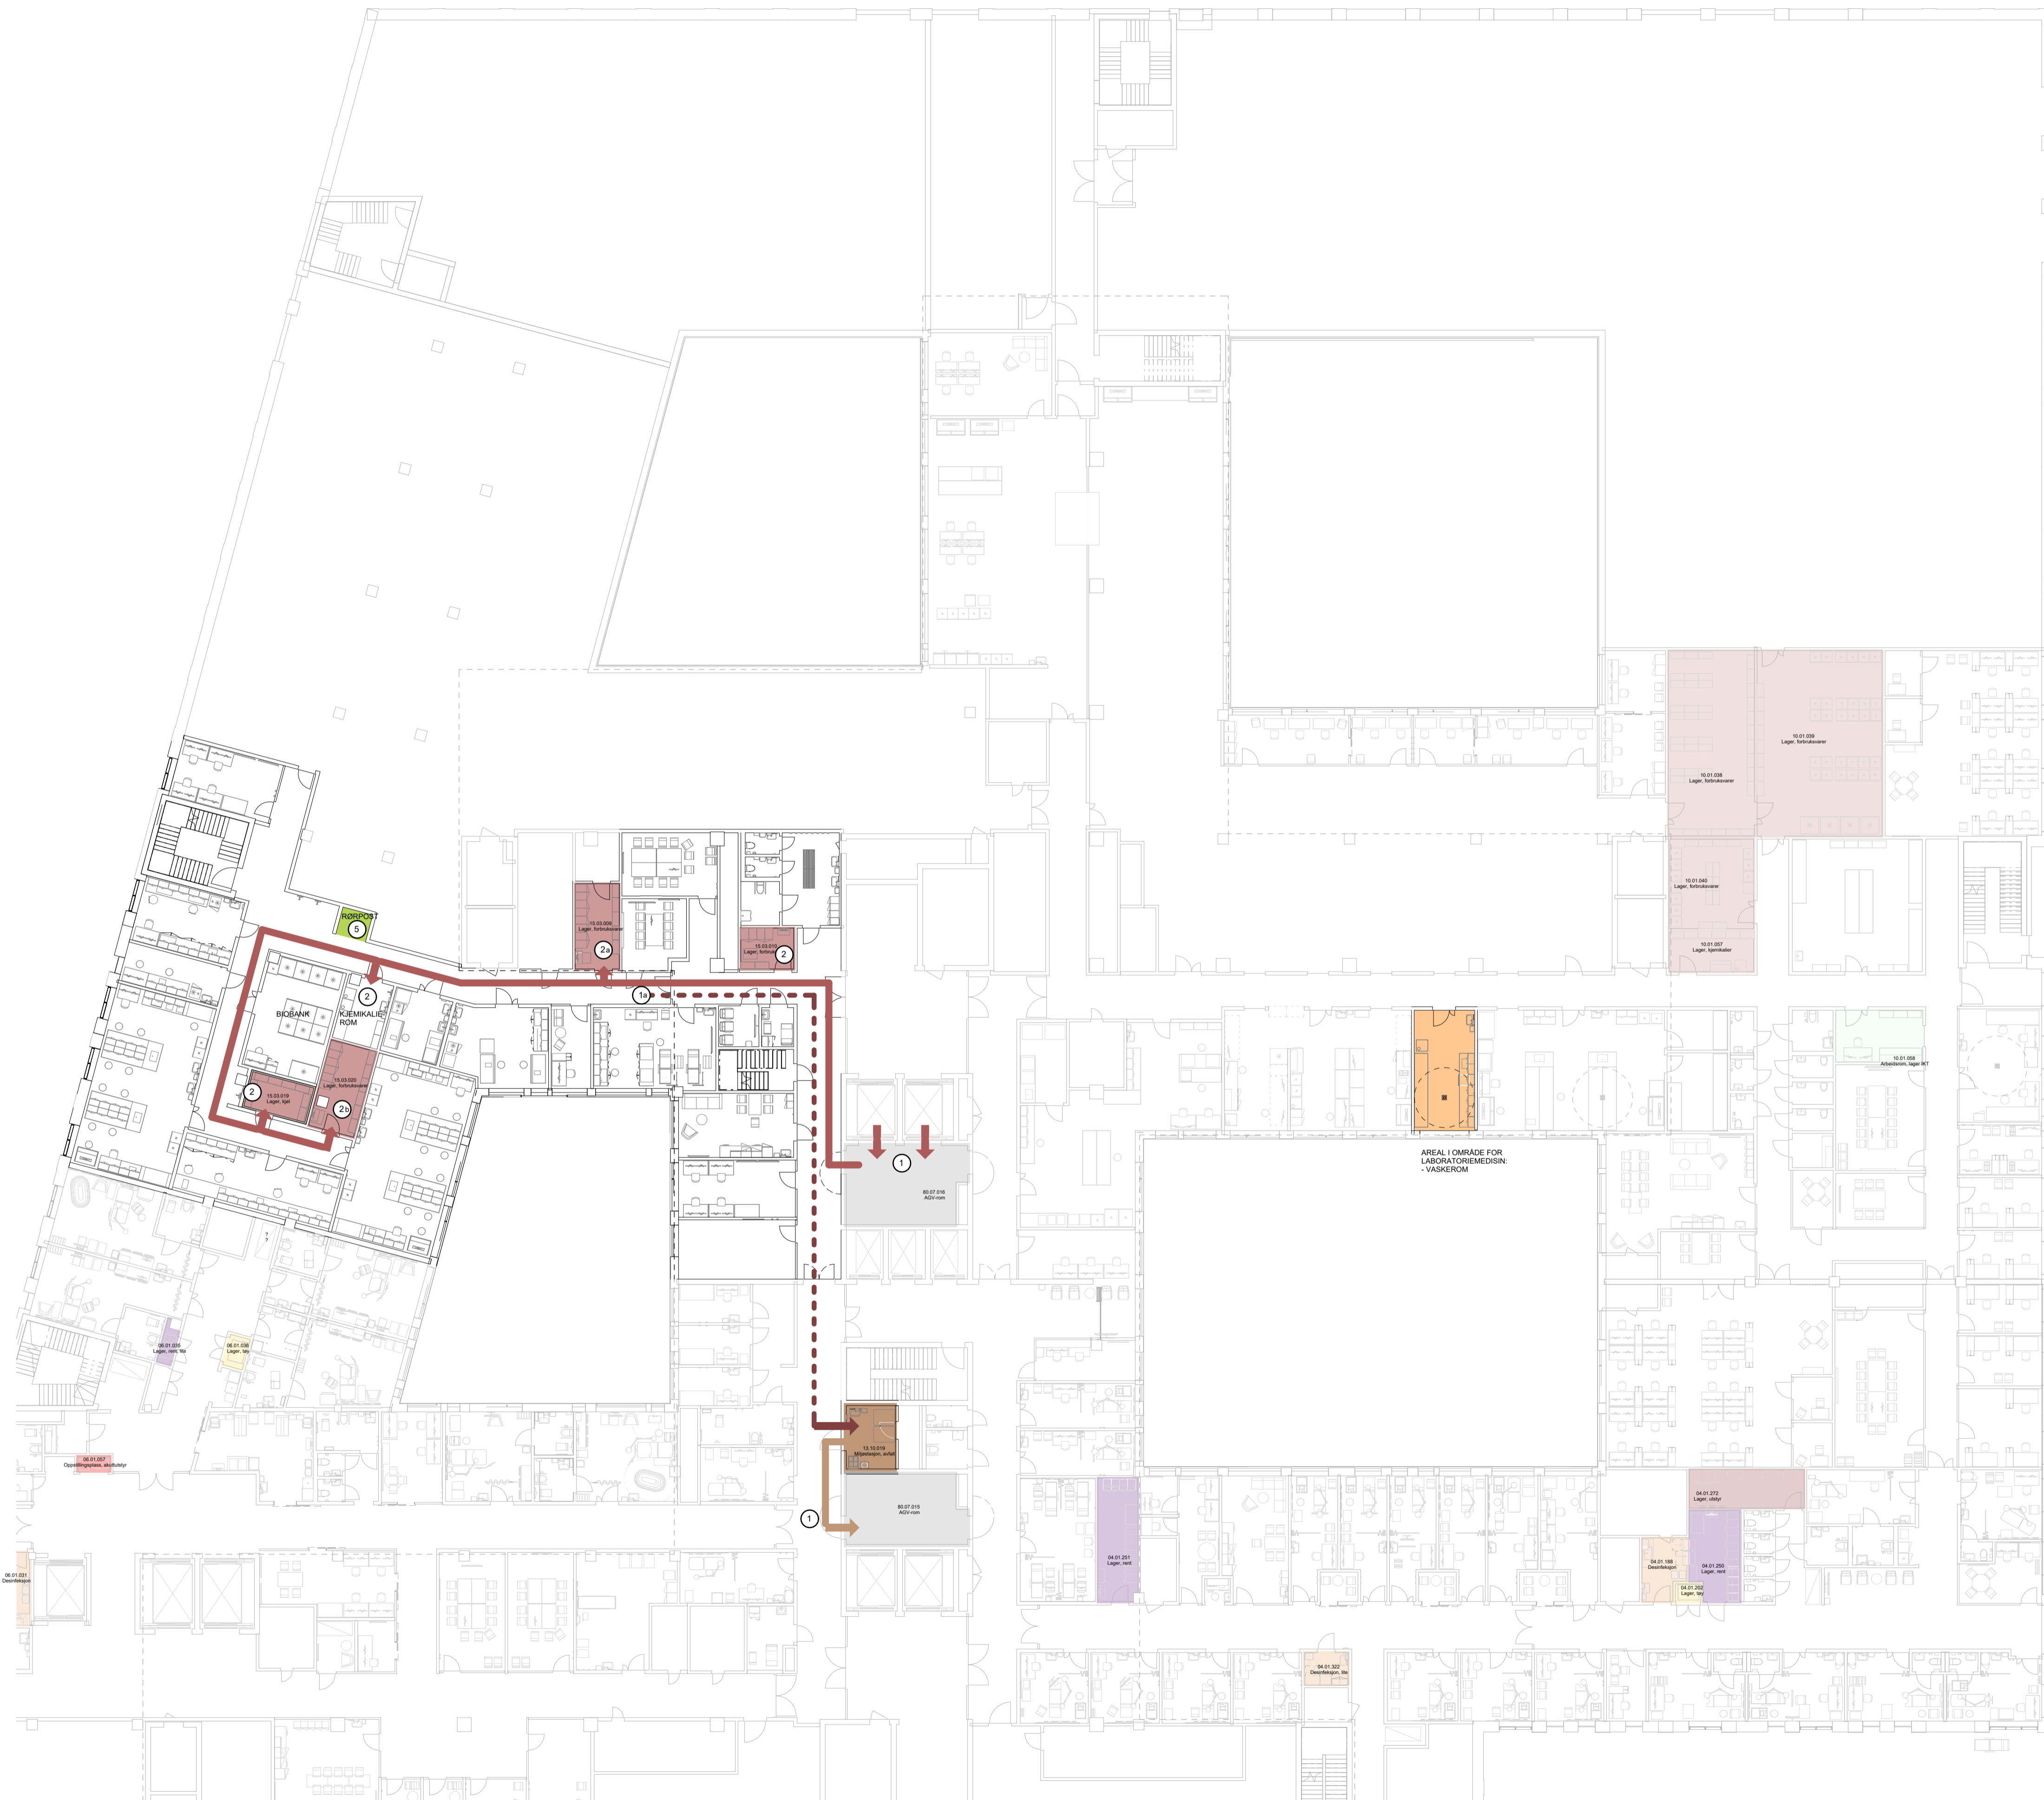 10.01.039
Lager, forbruksvarer
10.01.038
Lager, forbruksvarer
10.01.040
Lager, forbruksvarer
RØRPOST
5
15.03.009
Lager, forbruksvarer
2a
15.03.010
Lager, forbruk
2
10.01.057
Lager, kjemikalier
2
1a
BIOBANK
KJEMIKALIE-
ROM
10.01.058
Arbeidsrom, lager IKT
15.03.020
Lager, forbruksvarer
2
15.03.019
Lager, kjøl
2b
1
AREAL I OMRÅDE FOR
LABORATORIEMEDISIN:
- VASKEROM
80.07.016
AGV-rom
?
?
06.01.035
Lager, rent, lite
06.01.036
Lager, tøy
13.10.019
Miljøstasjon, avfall
06.01.057
Oppstillingsplass, akuttutstyr
04.01.272
Lager, utstyr
80.07.015
AGV-rom
1
04.01.251
Lager, rent
04.01.188
Desinfeksjon
04.01.250
Lager, rent
06.01.031
Desinfeksjon
04.01.202
Lager, tøy
04.01.322
Desinfeksjon, lite